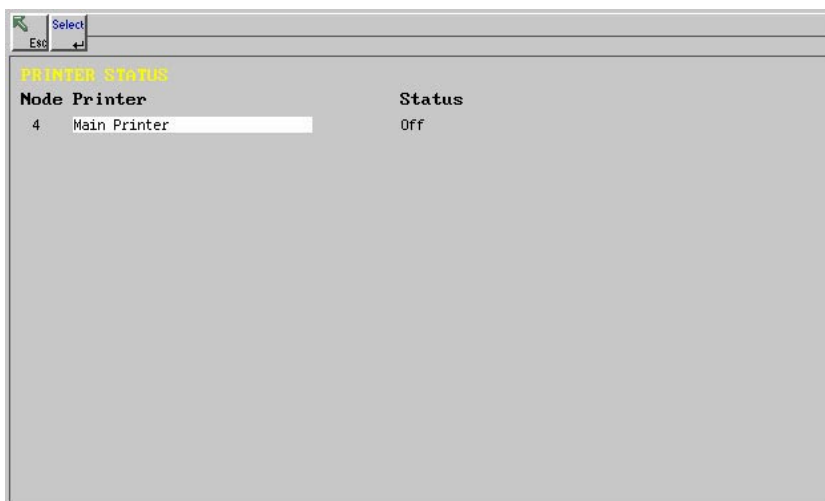 Select
Esc
PRINTER STATUS
Node Printer Status
4 Main Printer Off